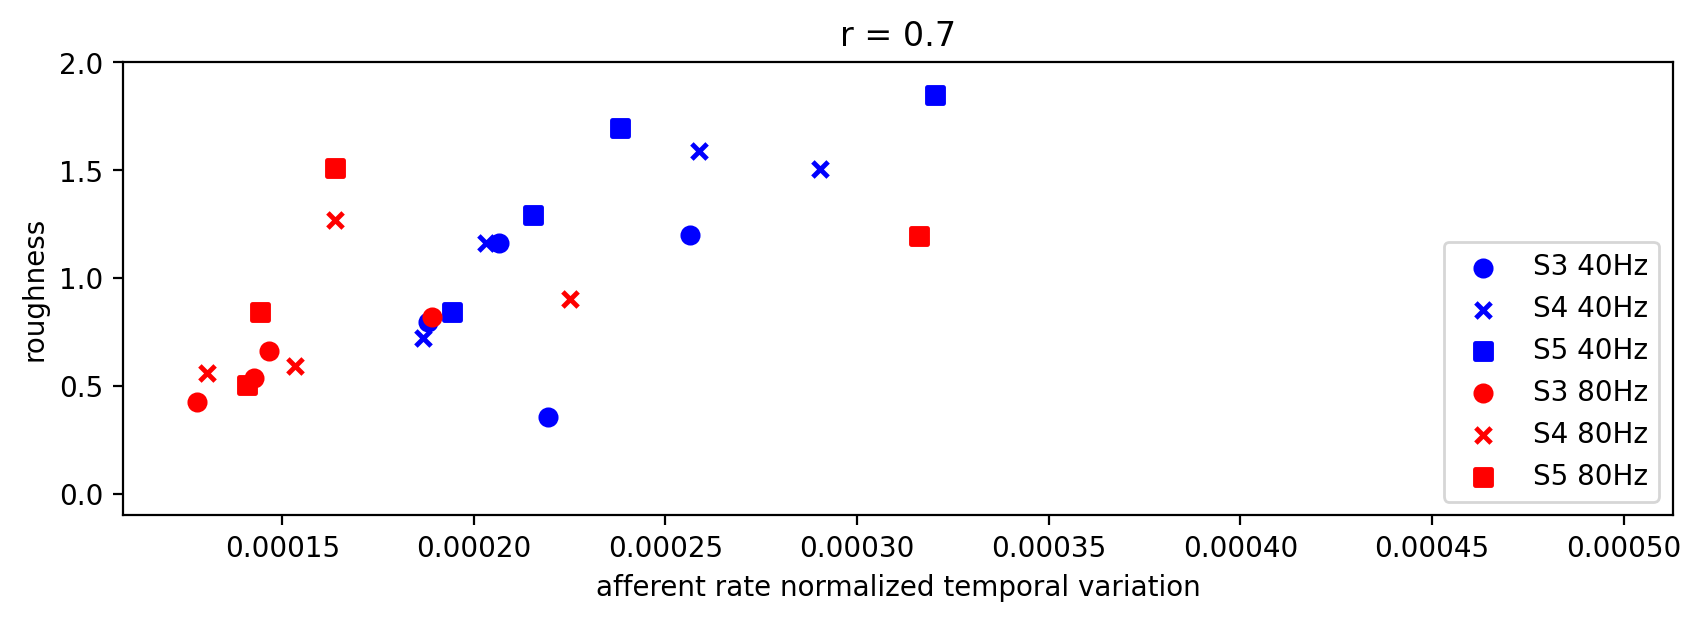 r = 0.7
2.0
1.5
1.0
0.5
0.0
roughness
S3 40Hz
S4 40Hz
S5 40Hz
S3 80Hz
S4 80Hz
S5 80Hz
0.00015 0.00020 0.00025 0.00030 0.00035 0.00040 0.00045 0.00050
afferent rate normalized temporal variation